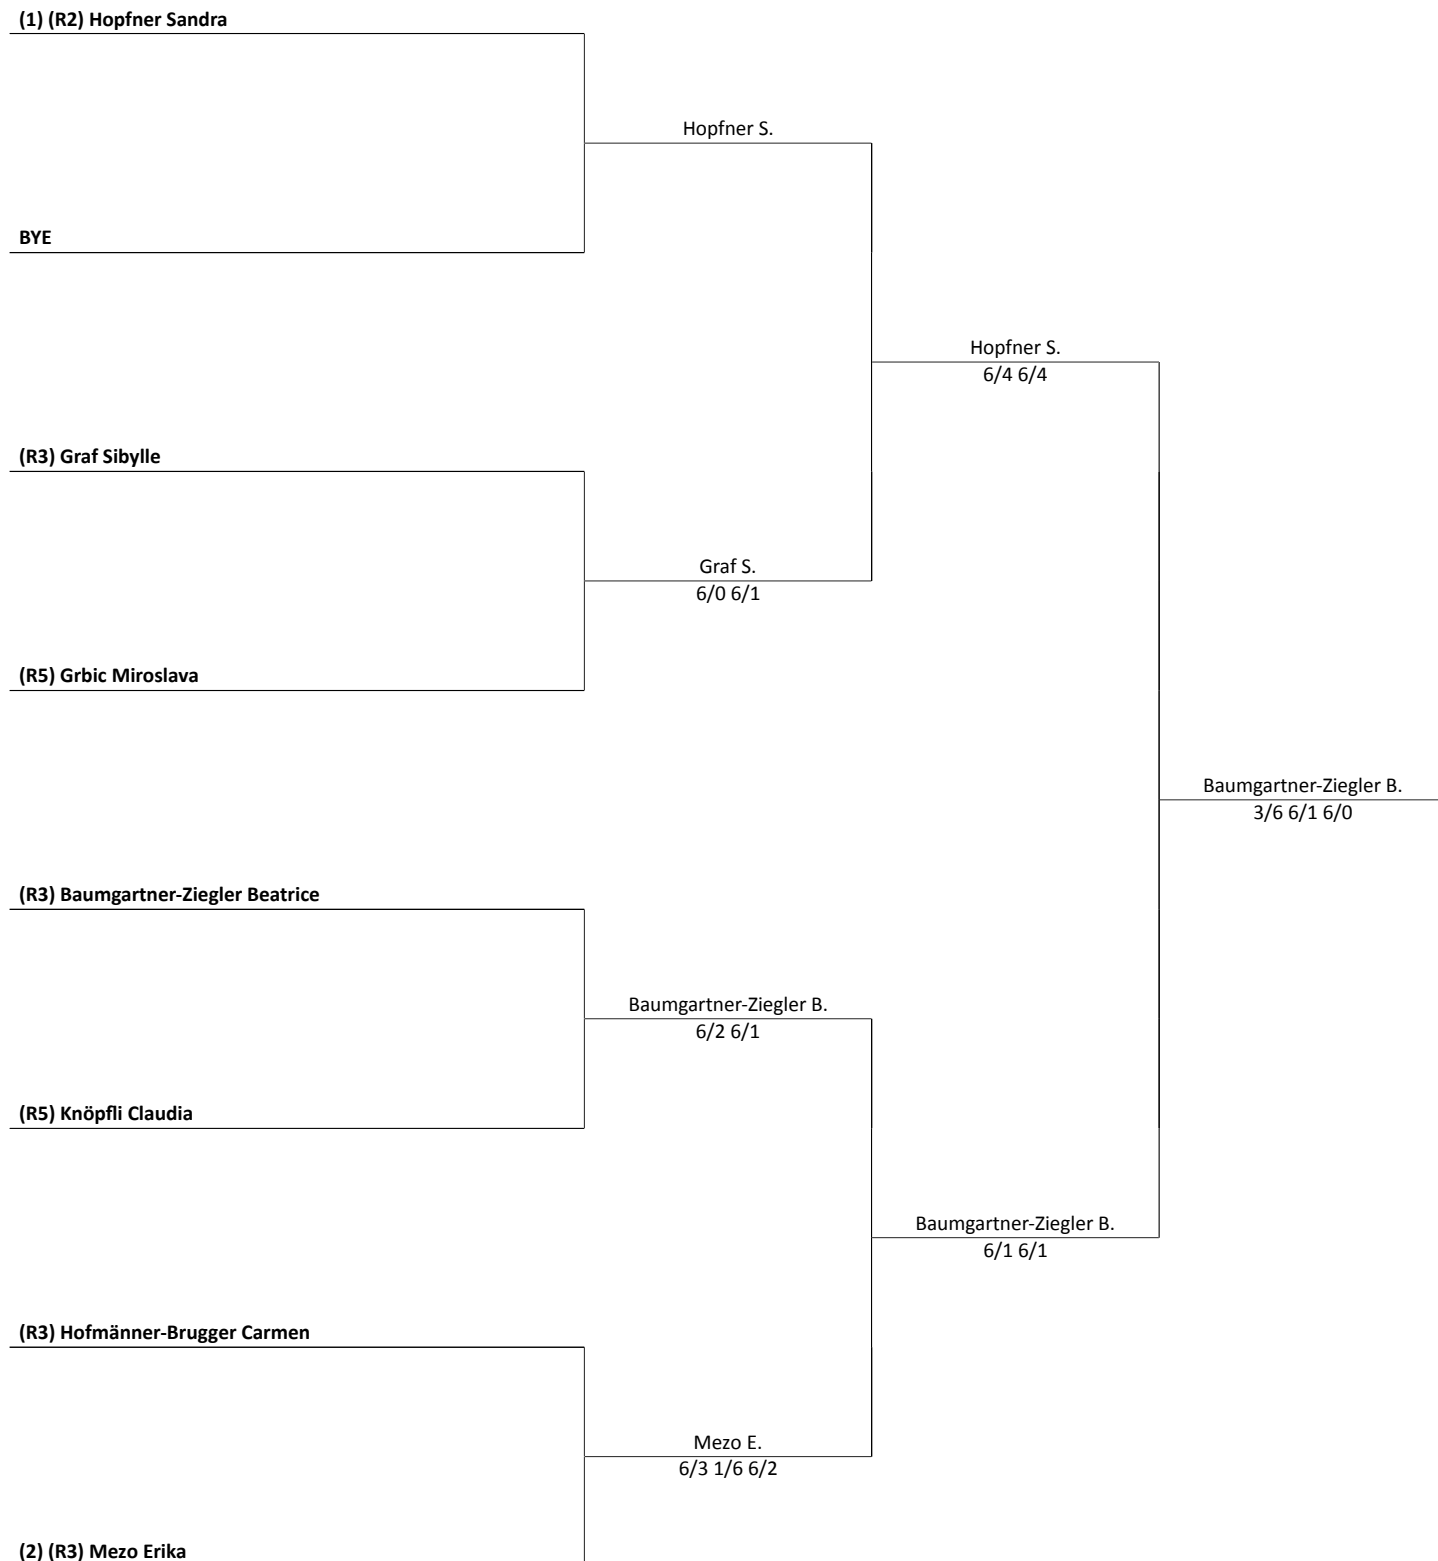 (1) (R2) Hopfner Sandra
Hopfner S.
BYE
Hopfner S.
6/4 6/4
(R3) Graf Sibylle
Graf S.
6/0 6/1
(R5) Grbic Miroslava
Baumgartner-Ziegler B.
3/6 6/1 6/0
(R3) Baumgartner-Ziegler Beatrice
Baumgartner-Ziegler B.
6/2 6/1
(R5) Knöpfli Claudia
Baumgartner-Ziegler B.
6/1 6/1
(R3) Hofmänner-Brugger Carmen
Mezo E.
6/3 1/6 6/2
(2) (R3) Mezo Erika